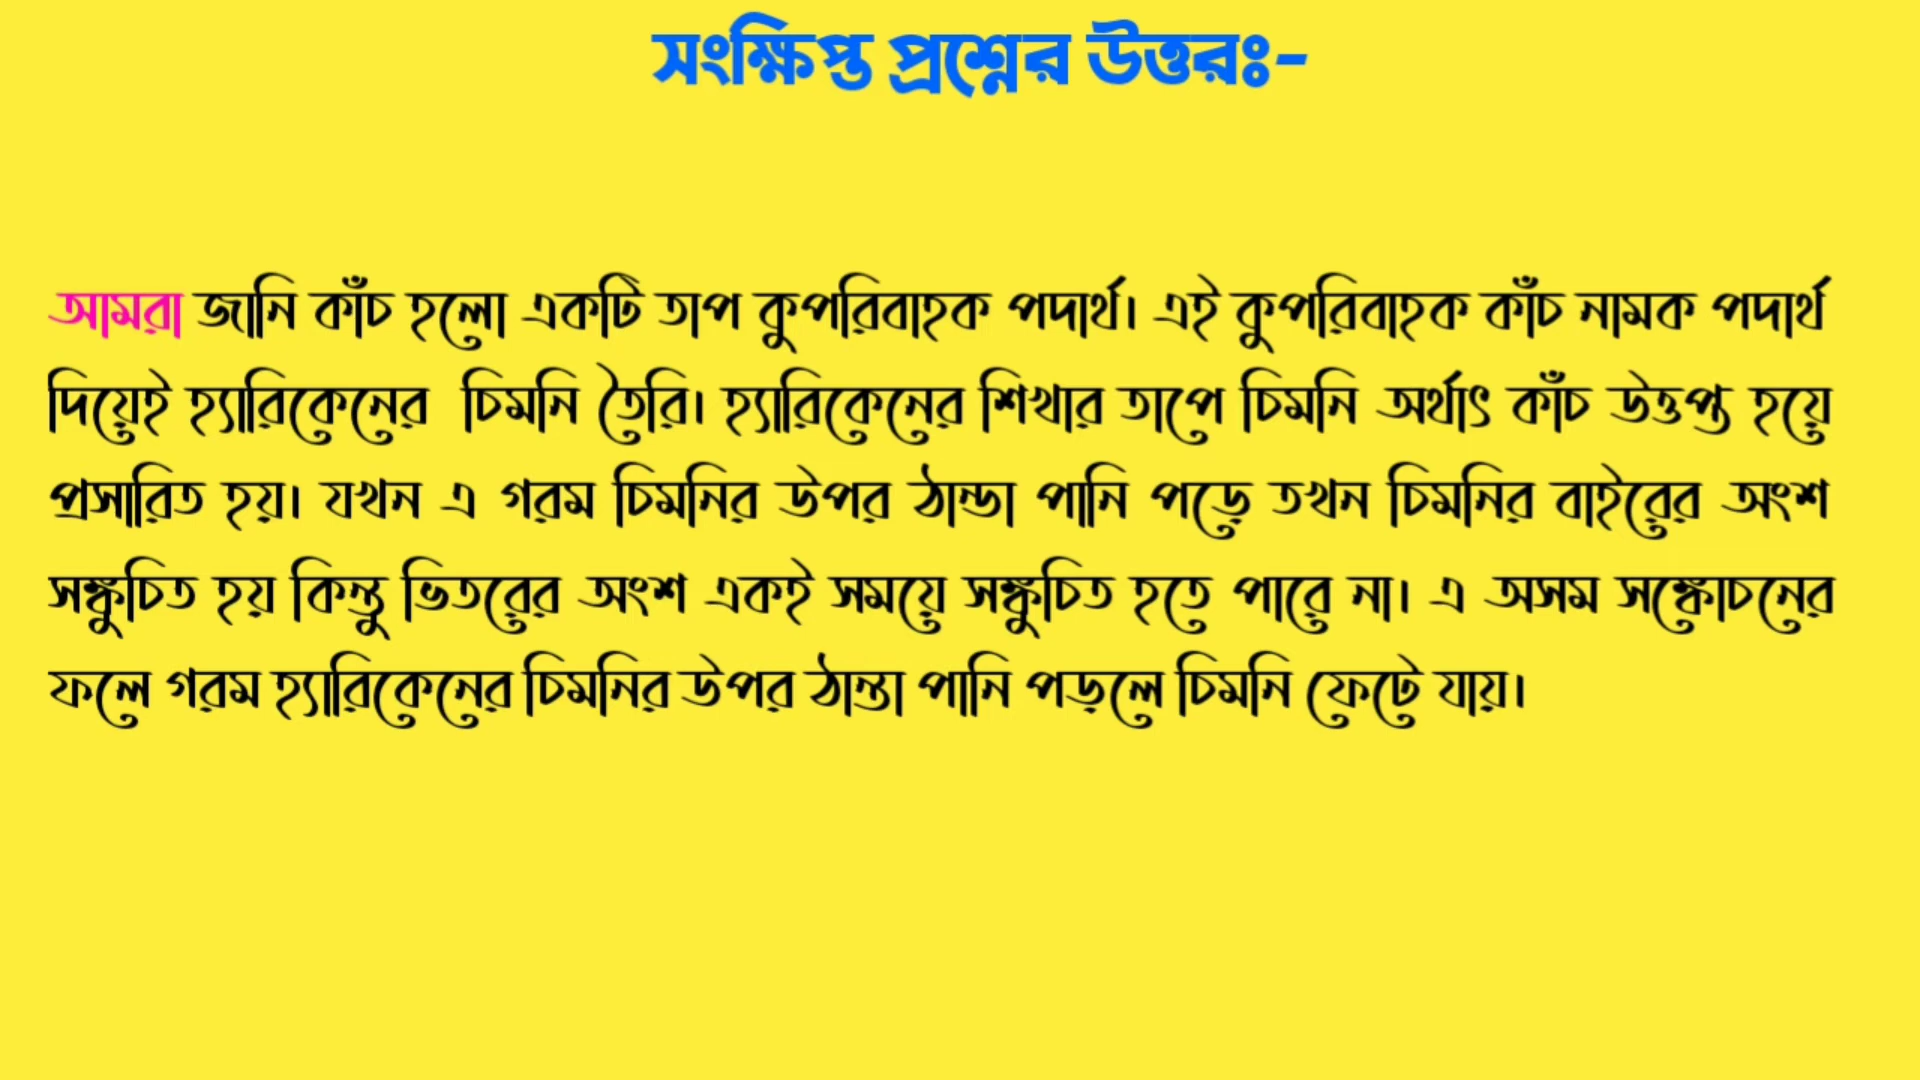 সংক্ষিপ্ত প্রশ্নের উত্তরঃ-
আমরা জানি কাঁচ হলো একটি তাপ কুপরিবাহক পদার্থ। এই কুপরিবাহক কাঁচ নামক পদার্থ
দিয়েই হ্যারিকেনের চিমনি তৈরি। হ্যারিকেনের শিখার তাপে চিমনি অর্থাৎ কাঁচ উত্তপ্ত হয়ে
প্রসারিত হয়। যখন এ গরম চিমনির উপর ঠান্ডা পানি পড়ে তখন চিমনির বাইরের অংশ
সঙ্কুচিত হয় কিন্তু ভিতরের অংশ একই সময়ে সঙ্কুচিত হতে পারে না। এ অসম সঙ্কোচনের
ফলে গরম হ্যারিকেনের চিমনির উপর ঠান্তা পানি পড়লে চিমনি ফেটে যায়।